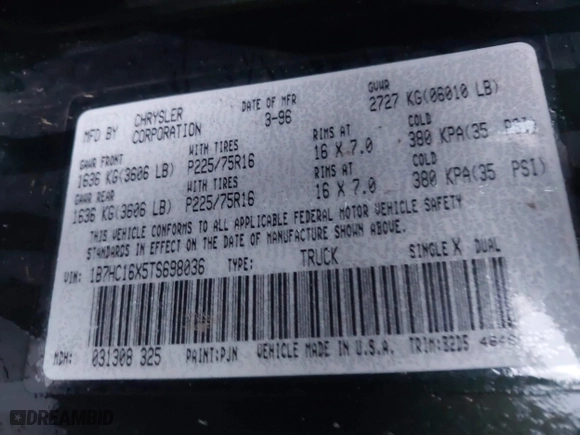 MFD BY CHRYSLER CORPORATION DATE OF MFR 3-96 GVWR 2727 KG(06010 LB)
GAWR FRONT WITH TIRES RIMS AT COLD
1636 KG(3606 LB) P225/75R16 16 X 7.0 380 KPA(35 PSI)
GAWR REAR WITH TIRES RIMS AT COLD
1636 KG(3606 LB) P225/75R16 16 X 7.0 380 KPA(35 PSI)
THIS VEHICLE CONFORMS TO ALL APPLICABLE FEDERAL MOTOR VEHICLE SAFETY
STANDARDS IN EFFECT ON THE DATE OF MANUFACTURE SHOWN ABOVE.
VIN: 1B7HC16X5TS698036 TYPE: TRUCK SINGLE X DUAL
MDH: 031308 325 PAINT:PJN VEHICLE MADE IN U.S.A. TRIM:B2D5
DREAMBID